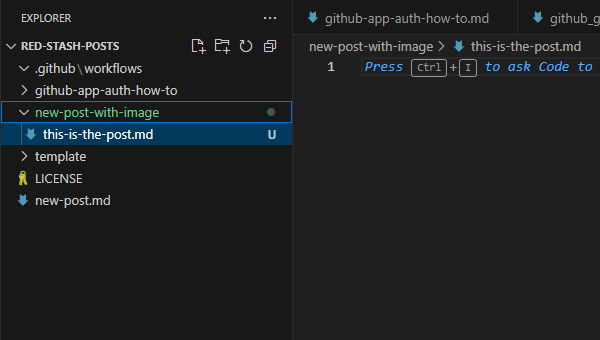 EXPLORER
RED-STASH-POSTS
.github\workflows
github-app-auth-how-to
new-post-with-image
this-is-the-post.md U
template
LICENSE
new-post.md
github-app-auth-how-to.md github_g
new-post-with-image > this-is-the-post.md
1 Press Ctrl+I to ask Code to